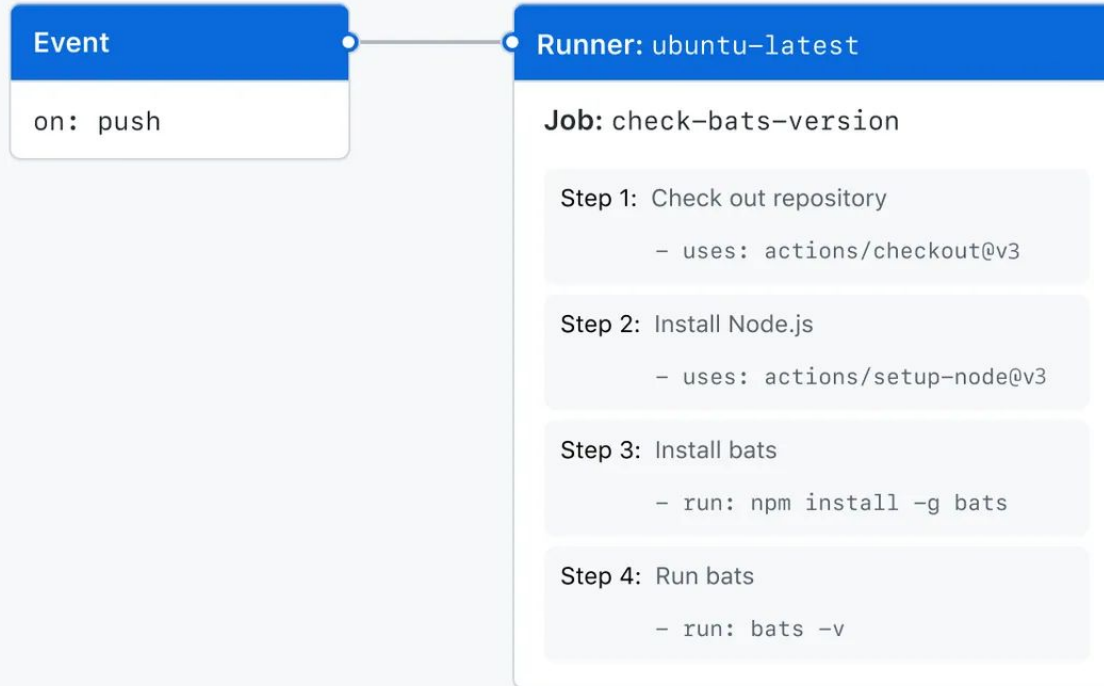 Event
on: push
Runner: ubuntu-latest
Job: check-bats-version
Step 1: Check out repository
- uses: actions/checkout@v3
Step 2: Install Node.js
- uses: actions/setup-node@v3
Step 3: Install bats
- run: npm install -g bats
Step 4: Run bats
- run: bats -v